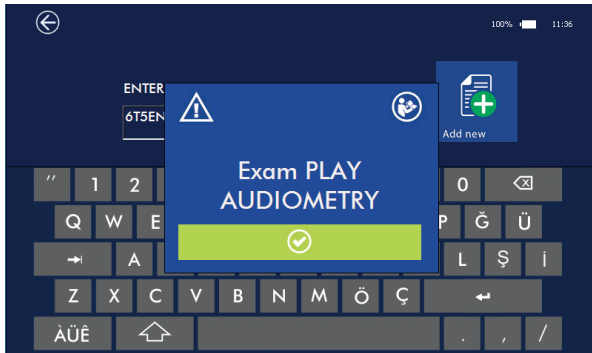 100% 11:36
ENTER
6T5EN
Add new
Exam PLAY
AUDIOMETRY
" 1 2 0
Q W E P Ğ Ü
A L Ş İ
Z X C V B N M Ö Ç
ÀÜÊ . , /